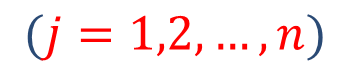 (j = 1,2, … , n)